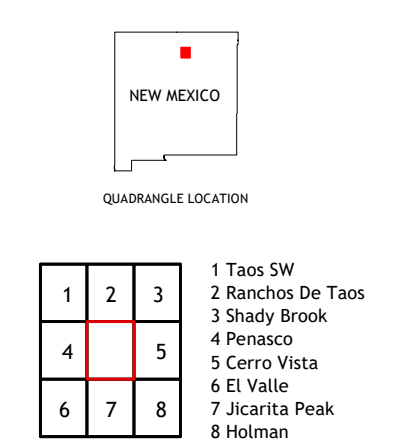 NEW MEXICO
QUADRANGLE LOCATION
1 2 3
4 5
6 7 8
1 Taos SW
2 Ranchos De Taos
3 Shady Brook
4 Penasco
5 Cerro Vista
6 El Valle
7 Jicarita Peak
8 Holman